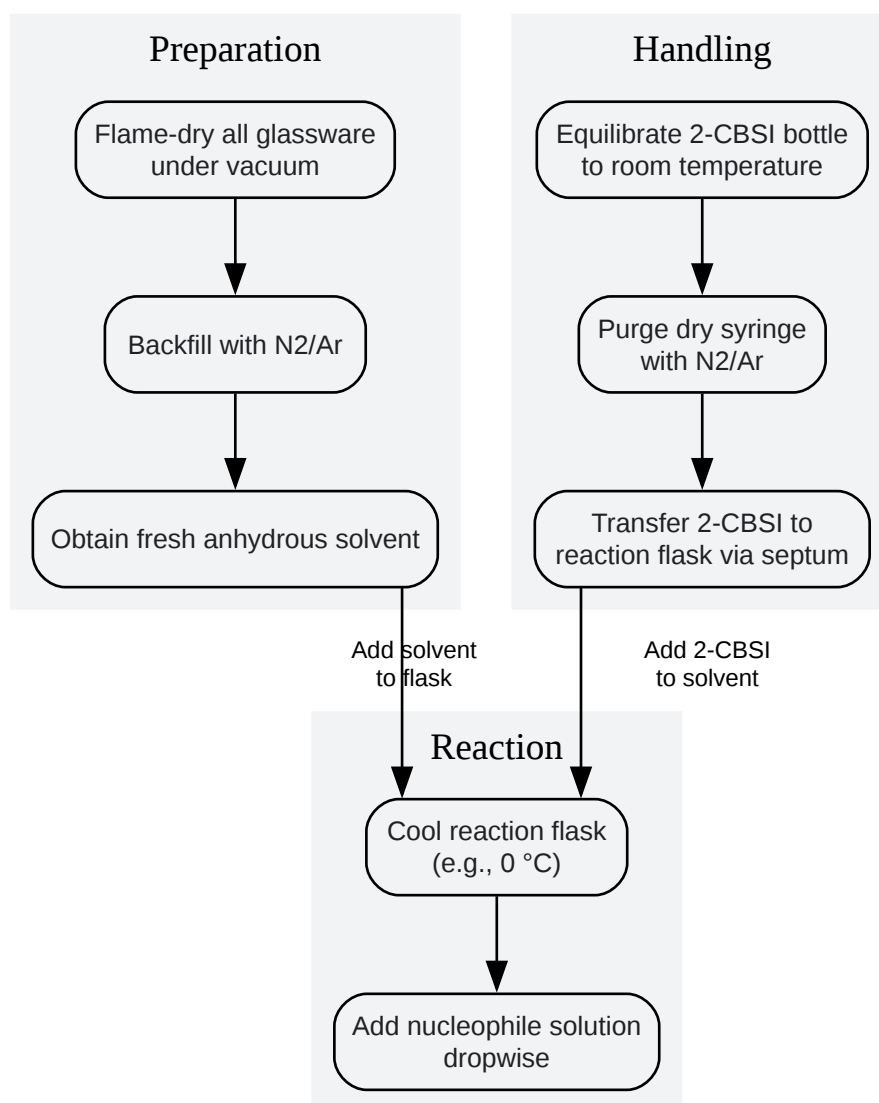 Preparation
Flame-dry all glassware
under vacuum
Backfill with N2/Ar
Obtain fresh anhydrous solvent
Handling
Equilibrate 2-CBSI bottle
to room temperature
Purge dry syringe
with N2/Ar
Transfer 2-CBSI to
reaction flask via septum
Add solvent
to flask
Add 2-CBSI
to solvent
Reaction
Cool reaction flask
(e.g., 0 °C)
Add nucleophile solution
dropwise